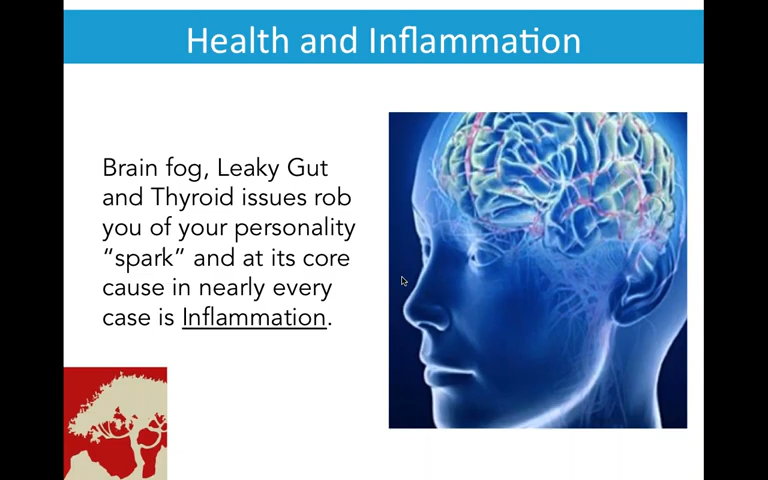 Health and Inflammation
Brain fog, Leaky Gut
and Thyroid issues rob
you of your personality
“spark” and at its core
cause in nearly every
case is Inflammation.